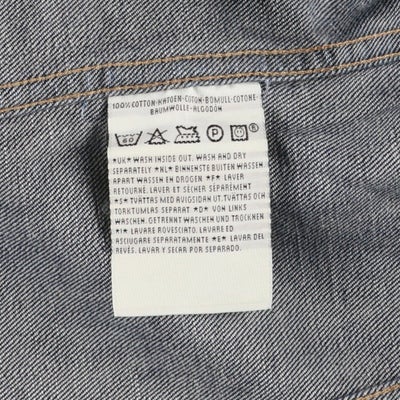 100% COTTON-KATOEN-COTON-BOMULL-COTONE-
BAUMWOLLE-ALGODÓN
60 P ®
★UK★ WASH INSIDE OUT. WASH AND DRY
SEPARATELY ★NL★ BINNENSTE BUITEN WASSEN
APART WASSEN EN DROGEN ★F★ LAVER
RETOURNÉ. LAVER ET SÉCHER SÉPARÉMENT
★S★ TVÄTTAS MED AVIGSIDAN UT. TVÄTTAS OCH
TORKTUMLAS SEPARAT ★D★ VON LINKS
WASCHEN. GETRENNT WASCHEN UND TROCKNEN
★I★ LAVARE ROVESCIATO. LAVARE ED
ASCIUGARE SEPARATAMENTE ★E★ LAVAR DEL
REVÉS. LAVAR Y SECAR POR SEPARADO